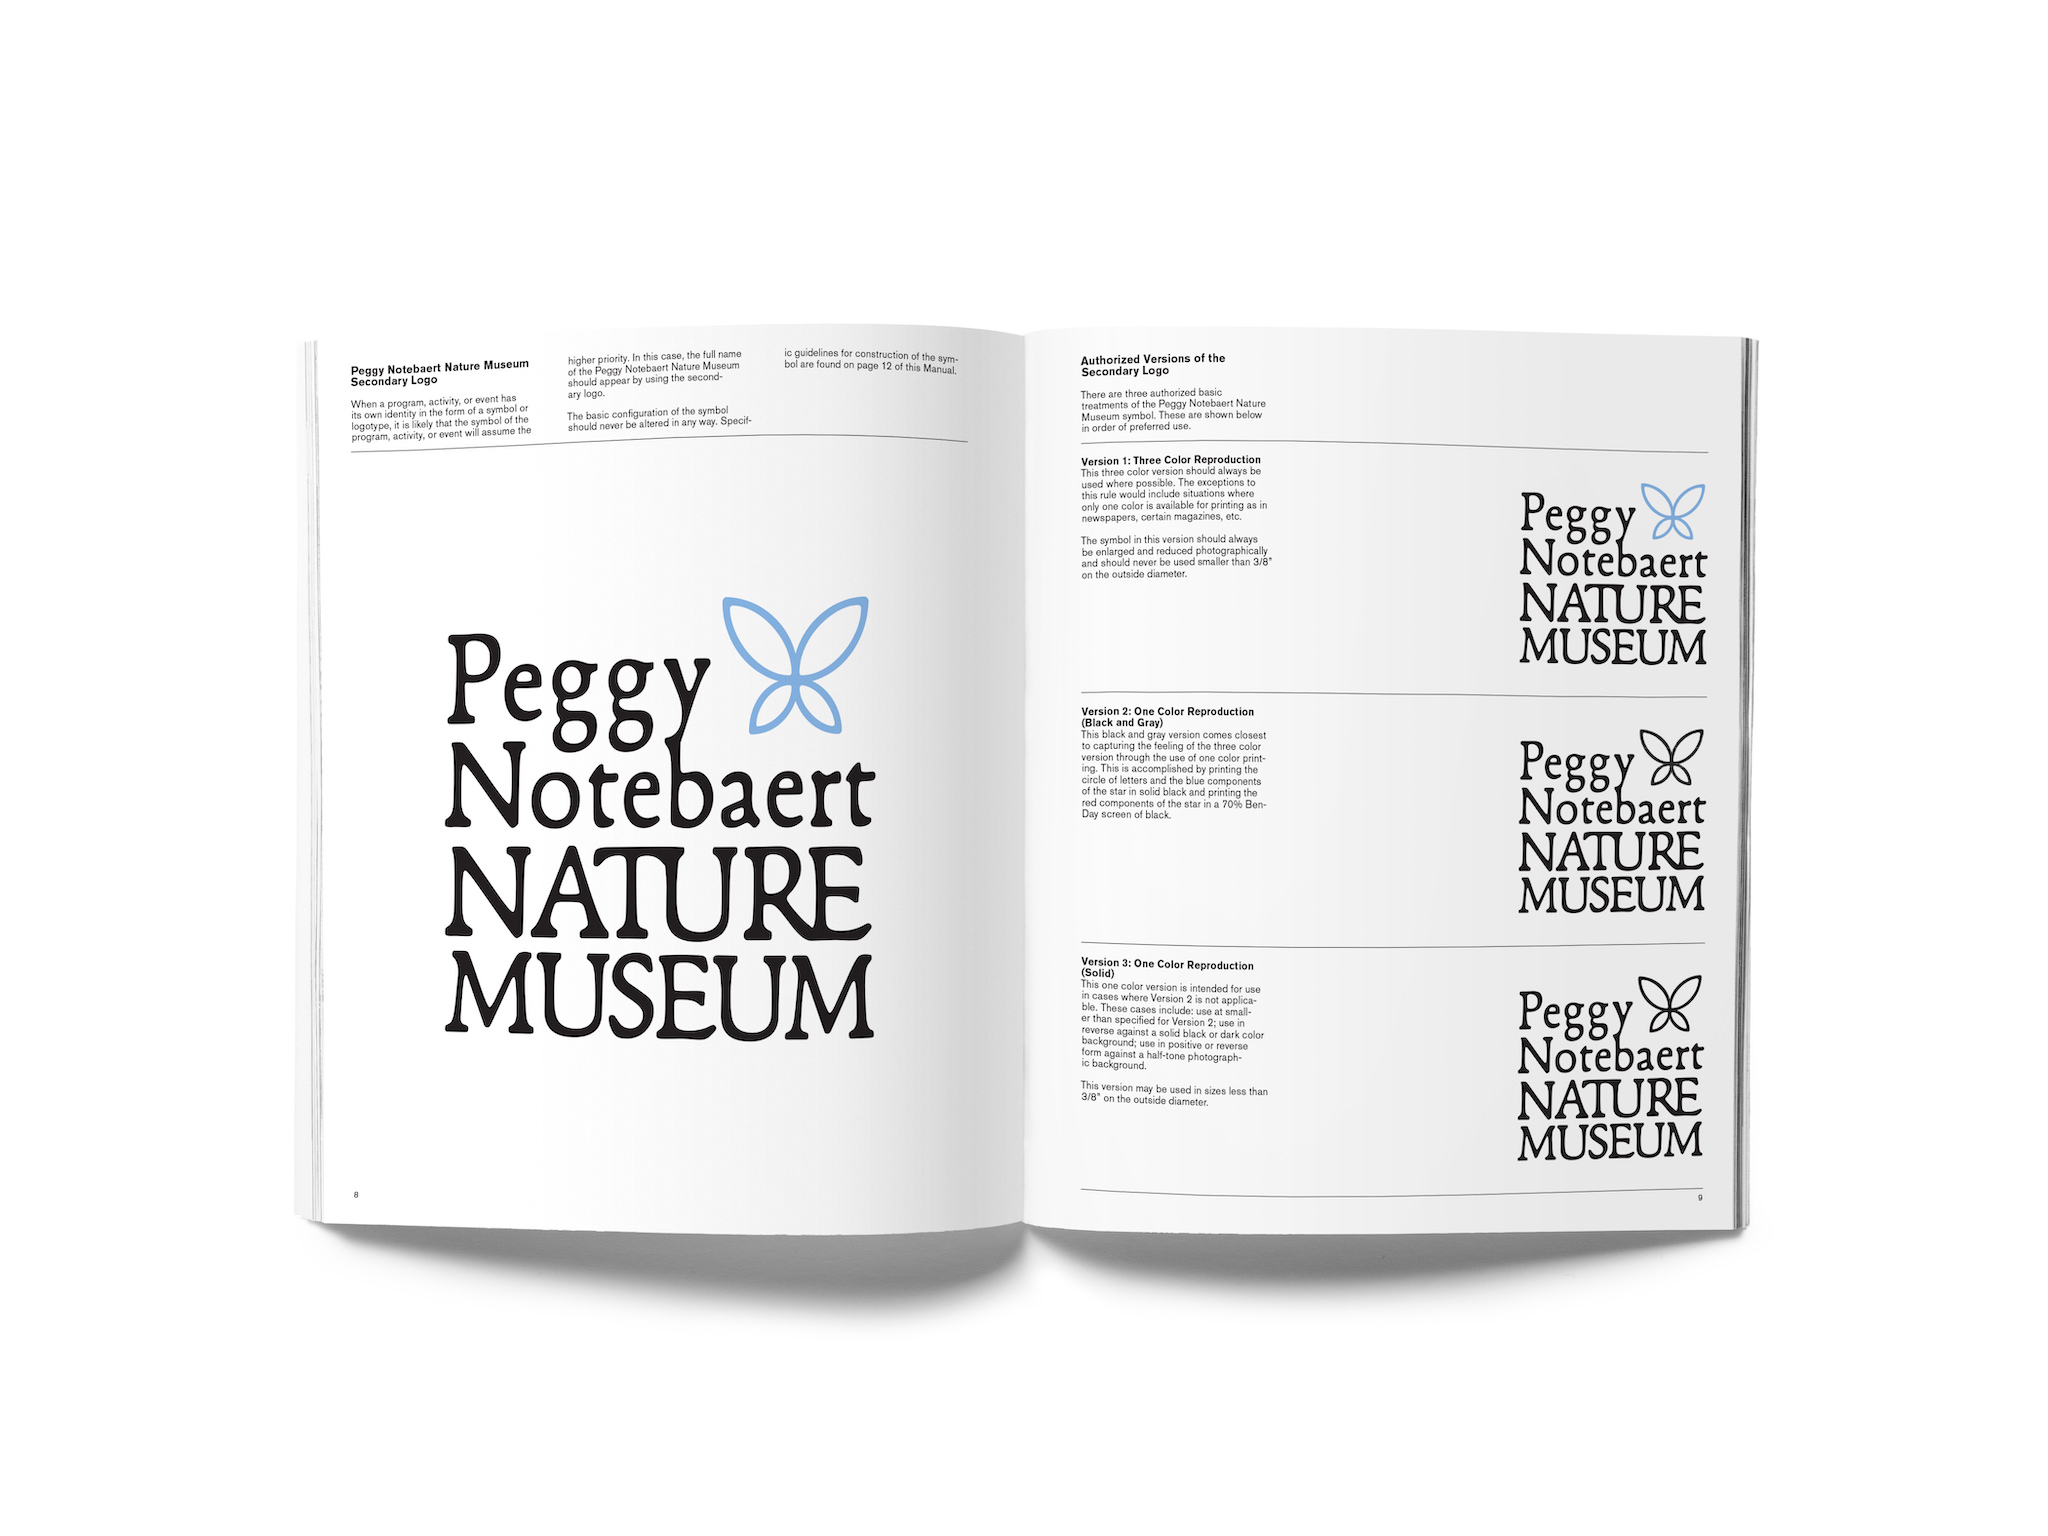 Peggy Notebaert Nature Museum
Secondary Logo
When a program, activity, or event has
its own identity in the form of a symbol or
logotype, it is likely that the symbol of the
program, activity, or event will assume the
higher priority. In this case, the full name
of the Peggy Notebaert Nature Museum
should appear by using the second-
ary logo.
The basic configuration of the symbol
should never be altered in any way. Specif-
ic guidelines for construction of the sym-
bol are found on page 12 of this Manual.
Peggy
Notebaert
NATURE
MUSEUM
8
Authorized Versions of the
Secondary Logo
There are three authorized basic
treatments of the Peggy Notebaert Nature
Museum symbol. These are shown below
in order of preferred use.
Version 1: Three Color Reproduction
This three color version should always be
used where possible. The exceptions to
this rule would include situations where
only one color is available for printing as in
newspapers, certain magazines, etc.
The symbol in this version should always
be enlarged and reduced photographically
and should never be used smaller than 3/8"
on the outside diameter.
Peggy
Notebaert
NATURE
MUSEUM
Version 2: One Color Reproduction
(Black and Gray)
This black and gray version comes closest
to capturing the feeling of the three color
version through the use of one color print-
ing. This is accomplished by printing the
circle of letters and the blue components
of the star in solid black and printing the
red components of the star in a 70% Ben-
Day screen of black.
Peggy
Notebaert
NATURE
MUSEUM
Version 3: One Color Reproduction
(Solid)
This one color version is intended for use
in cases where Version 2 is not applica-
ble. These cases include: use at small-
er than specified for Version 2; use in
reverse against a solid black or dark color
background; use in positive or reverse
form against a half-tone photograph-
ic background.
This version may be used in sizes less than
3/8" on the outside diameter.
Peggy
Notebaert
NATURE
MUSEUM
9